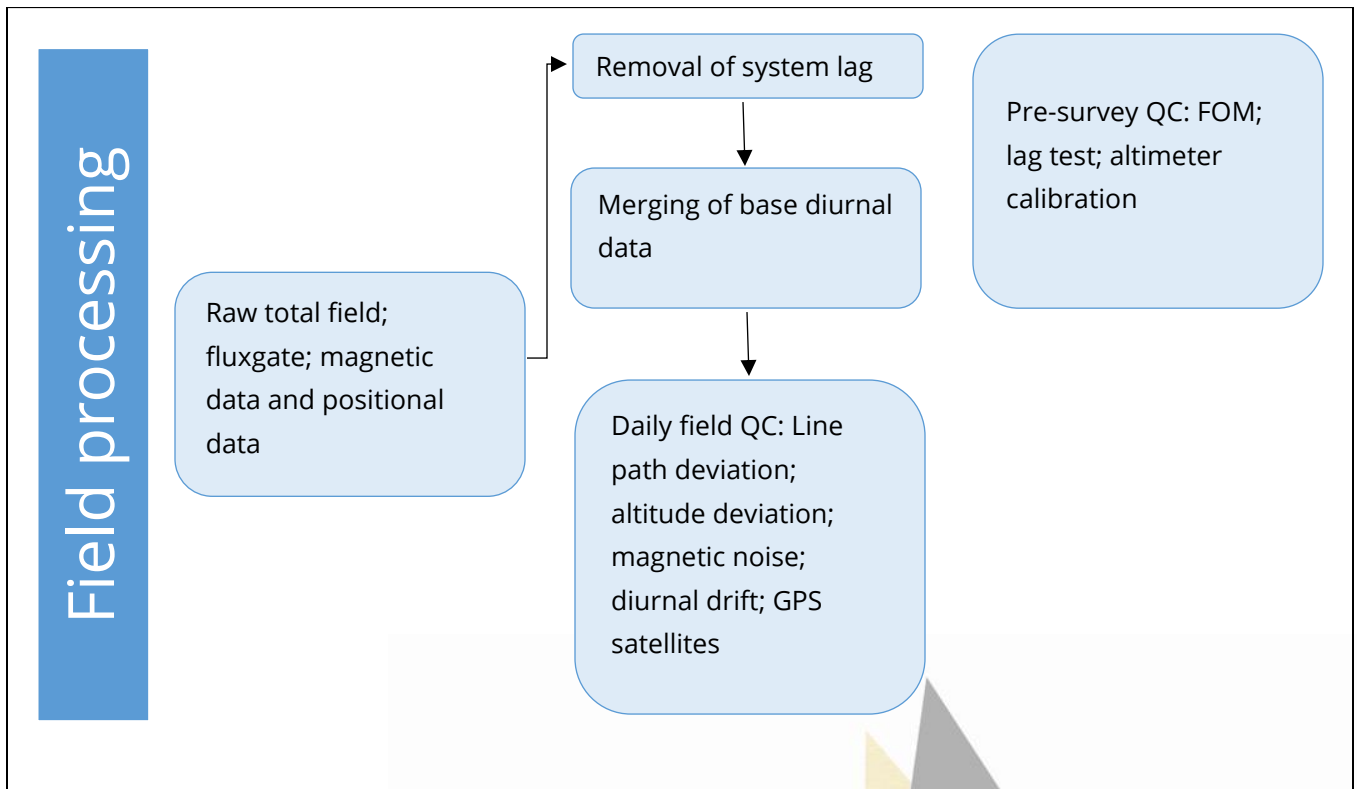 Field processing
Raw total field;
fluxgate; magnetic
data and positional
data
Removal of system lag
Merging of base diurnal
data
Daily field QC: Line
path deviation;
altitude deviation;
magnetic noise;
diurnal drift; GPS
satellites
Pre-survey QC: FOM;
lag test; altimeter
calibration